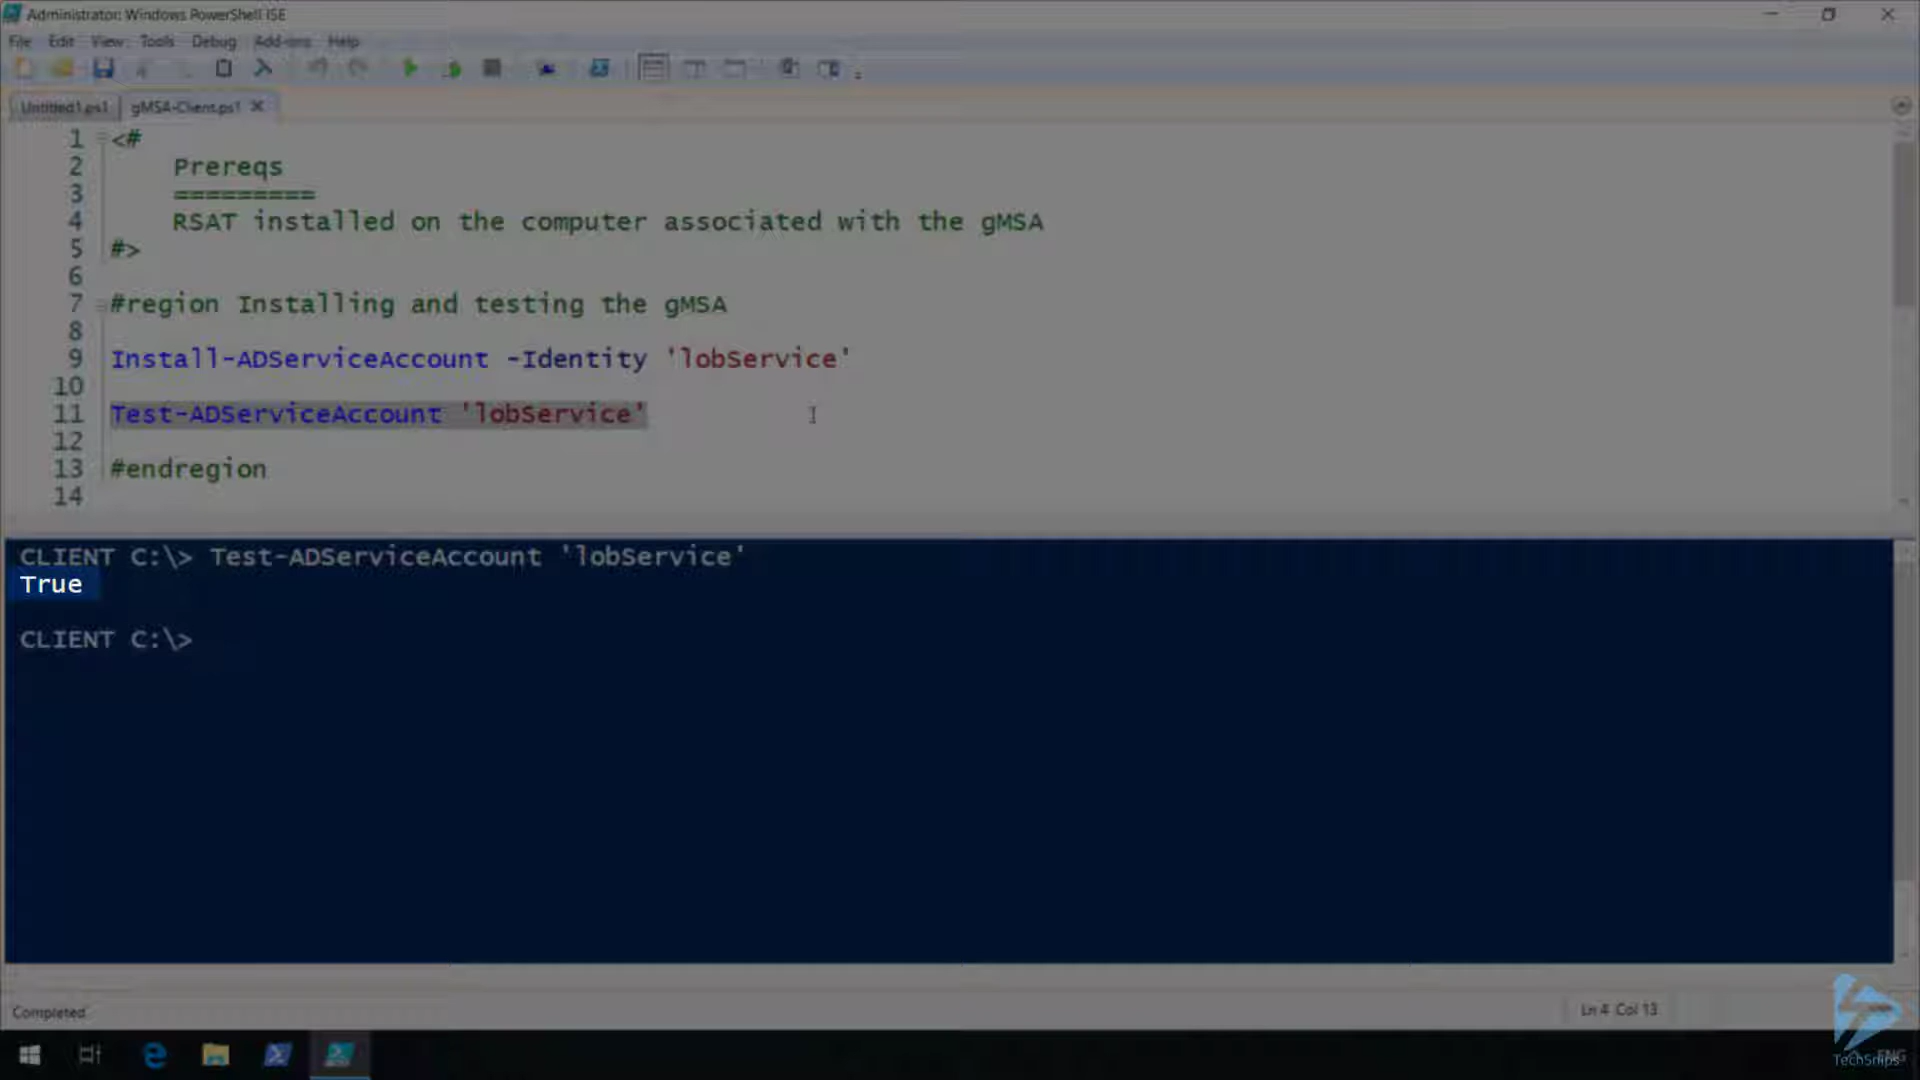 Administrator: Windows PowerShell ISE
File Edit View Tools Debug Add-ons Help
Untitled1.ps1 gMSA-Client.ps1
1 <#
2 Prereqs
3 =========
4 RSAT installed on the computer associated with the gMSA
5 #>
6
7 #region Installing and testing the gMSA
8
9 Install-ADServiceAccount -Identity 'lobService'
10
11 Test-ADServiceAccount 'lobService'
12
13 #endregion
14
CLIENT C:\> Test-ADServiceAccount 'lobService'
True
CLIENT C:\>
Completed
Ln 4 Col 13
ENG
TechSnips